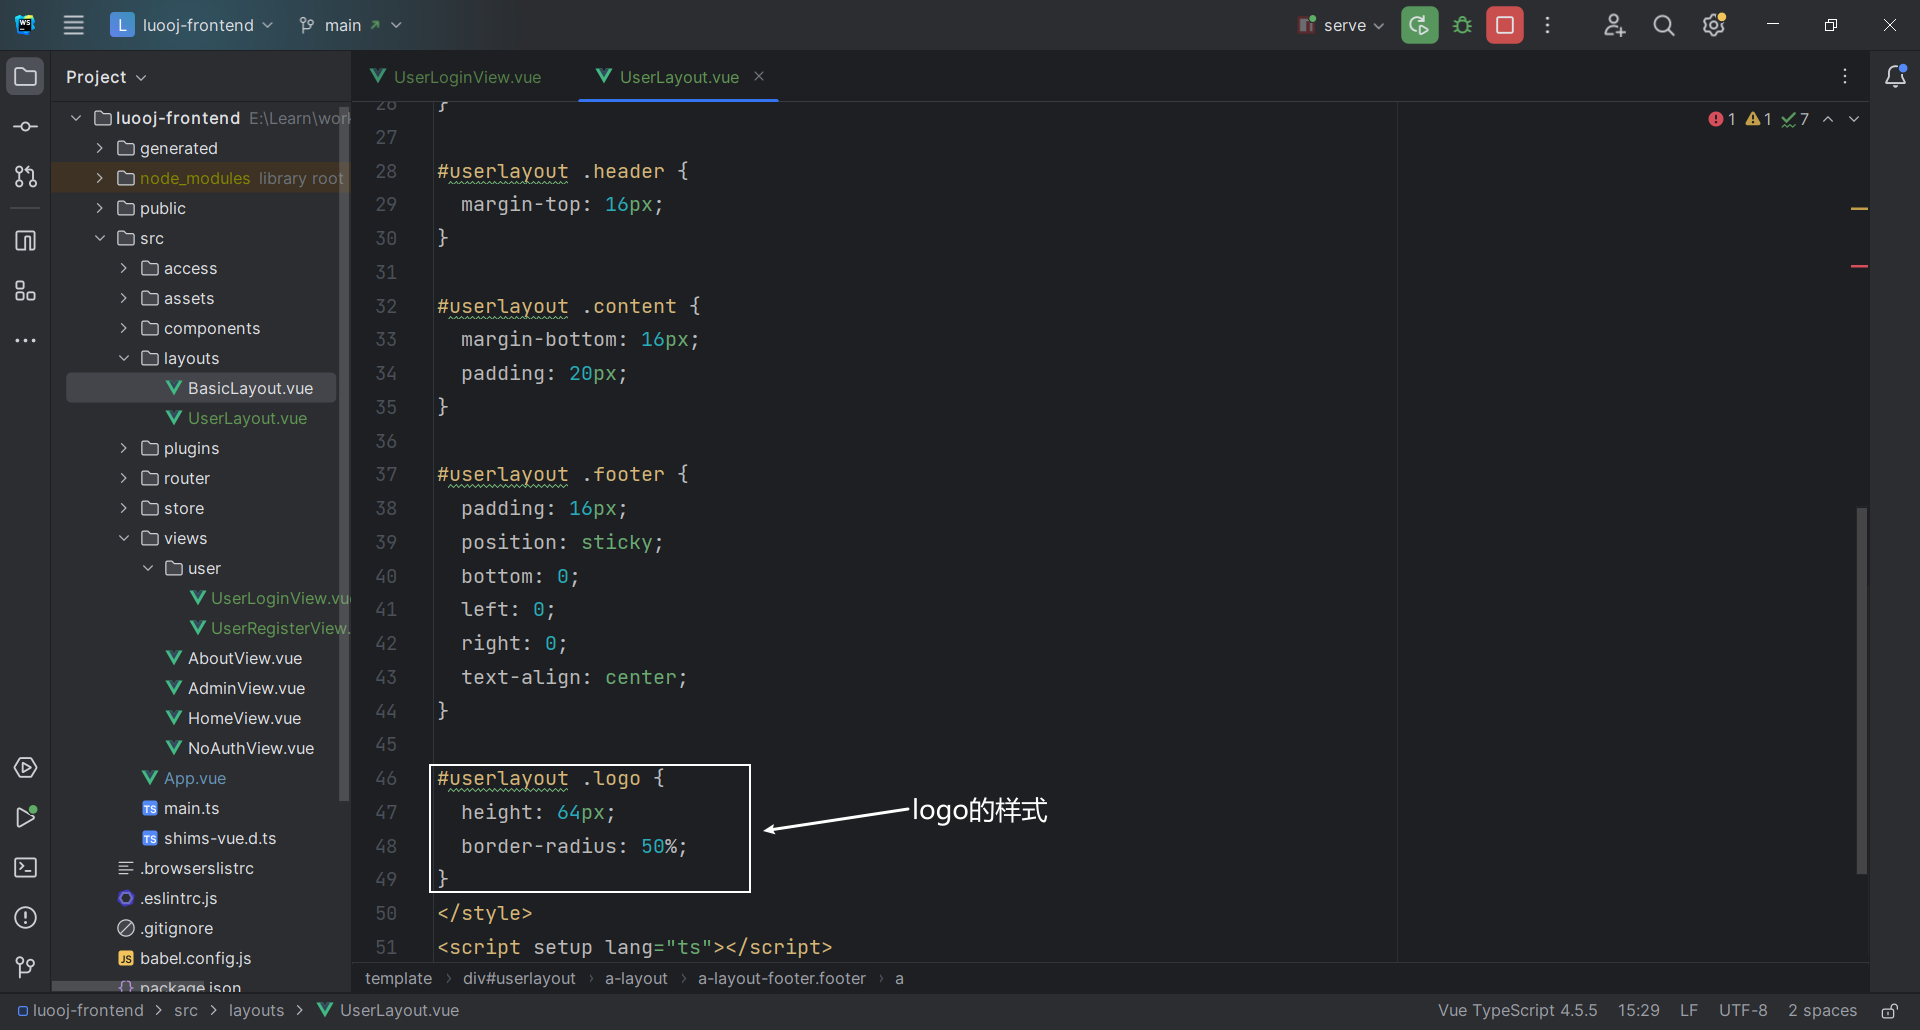 WS
L luooj-frontend
main
serve
Project
UserLoginView.vue
UserLayout.vue
luooj-frontend E:\Learn\work
generated
node_modules library root
public
src
access
assets
components
layouts
BasicLayout.vue
UserLayout.vue
plugins
router
store
views
user
UserLoginView.vue
UserRegisterView.
AboutView.vue
AdminView.vue
HomeView.vue
NoAuthView.vue
App.vue
TS main.ts
TS shims-vue.d.ts
.browserslistrc
.eslintrc.js
.gitignore
JS babel.config.js
{} package.json
1 1 7
26 }
27
28 #userlayout .header {
29 margin-top: 16px;
30 }
31
32 #userlayout .content {
33 margin-bottom: 16px;
34 padding: 20px;
35 }
36
37 #userlayout .footer {
38 padding: 16px;
39 position: sticky;
40 bottom: 0;
41 left: 0;
42 right: 0;
43 text-align: center;
44 }
45
46 #userlayout .logo {
47 height: 64px;
48 border-radius: 50%;
49 }
50 </style>
51 <script setup lang="ts"></script>
logo的样式
template › div#userlayout › a-layout › a-layout-footer.footer › a
luooj-frontend > src > layouts > UserLayout.vue
Vue TypeScript 4.5.5 15:29 LF UTF-8 2 spaces